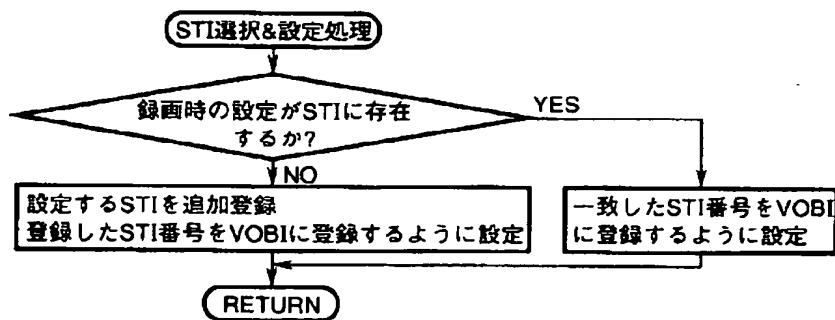 STI選択&設定処理
録画時の設定がSTIに存在
するか?
YES
NO
設定するSTIを追加登録
登録したSTI番号をVOBIに登録するように設定
一致したSTI番号をVOBI
に登録するように設定
RETURN